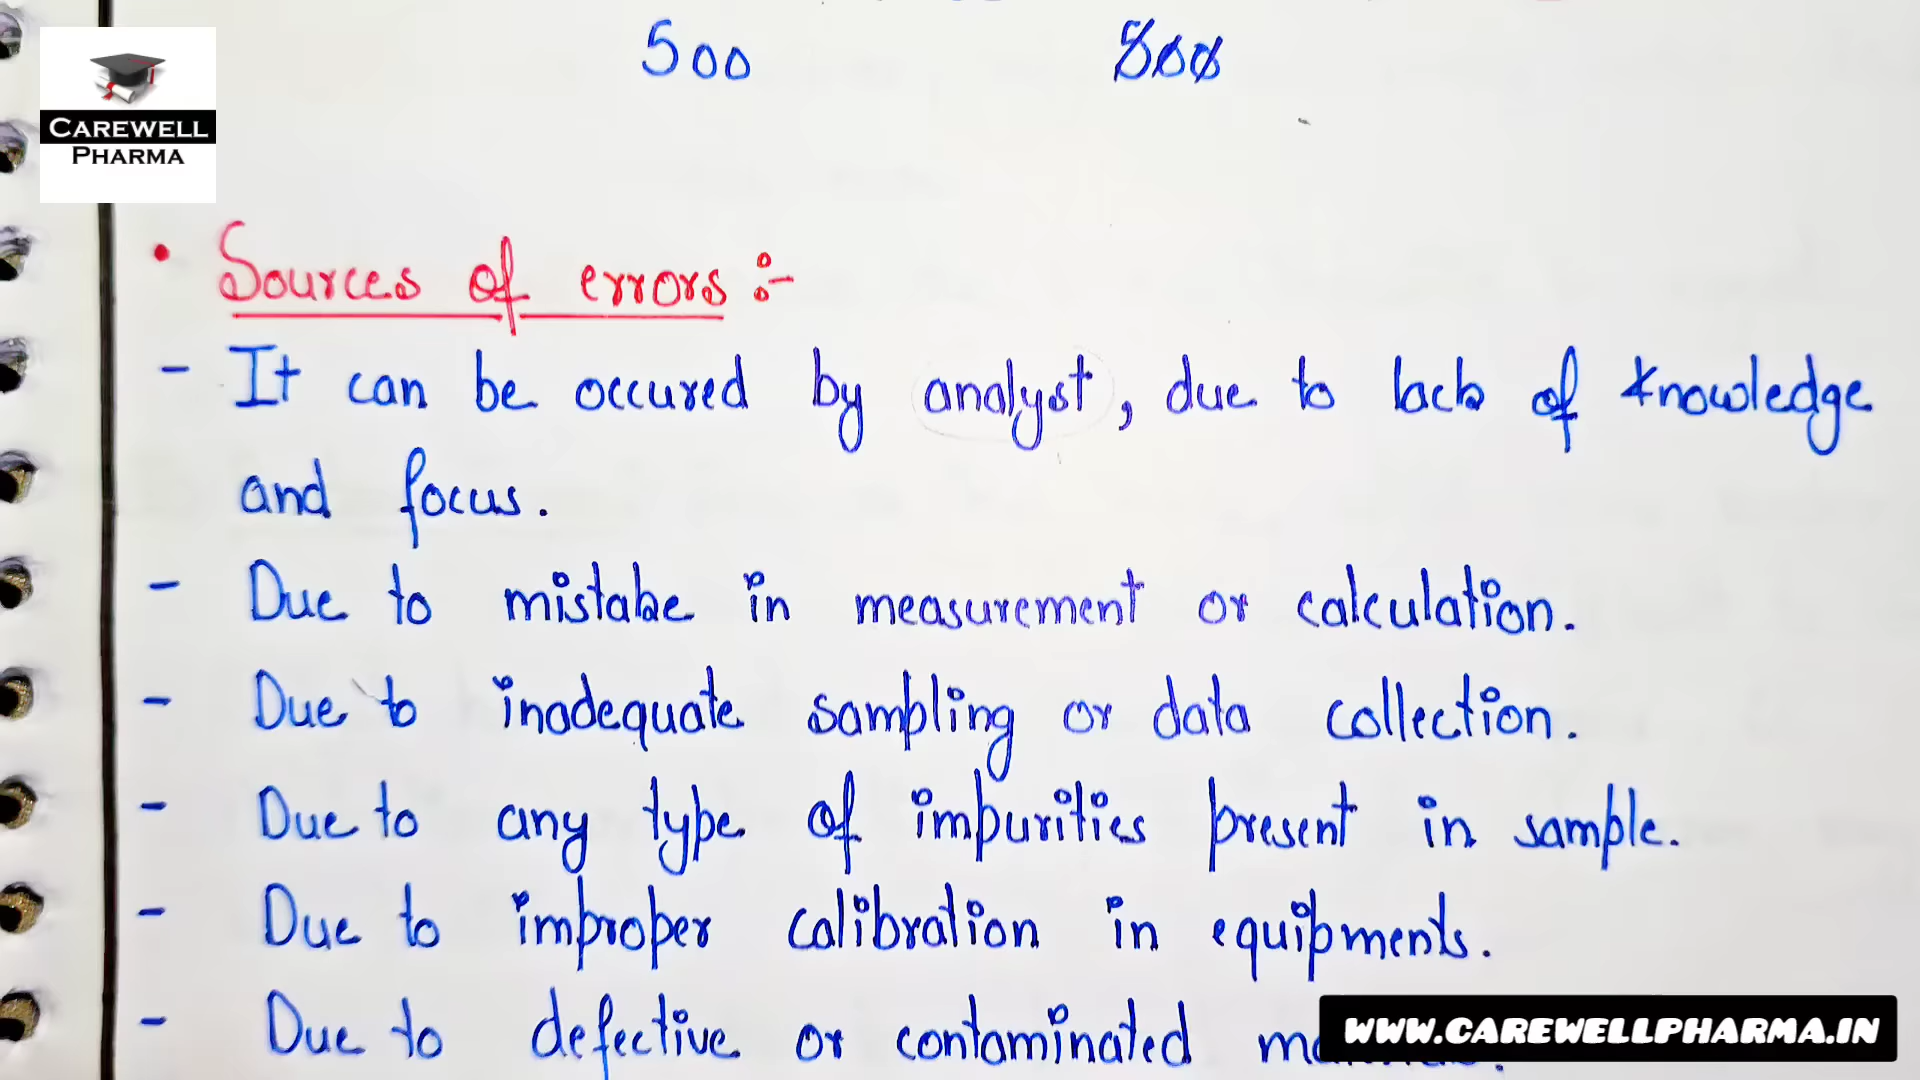 500 800
CAREWELL
PHARMA
• Sources of errors :-
- It can be occured by analyst, due to lack of knowledge
and focus.
- Due to mistake in measurement or calculation.
- Due to inadequate sampling or data collection.
- Due to any type of impurities present in sample.
- Due to improper calibration in equipments.
- Due to defective or contaminated
WWW.CAREWELLPHARMA.IN